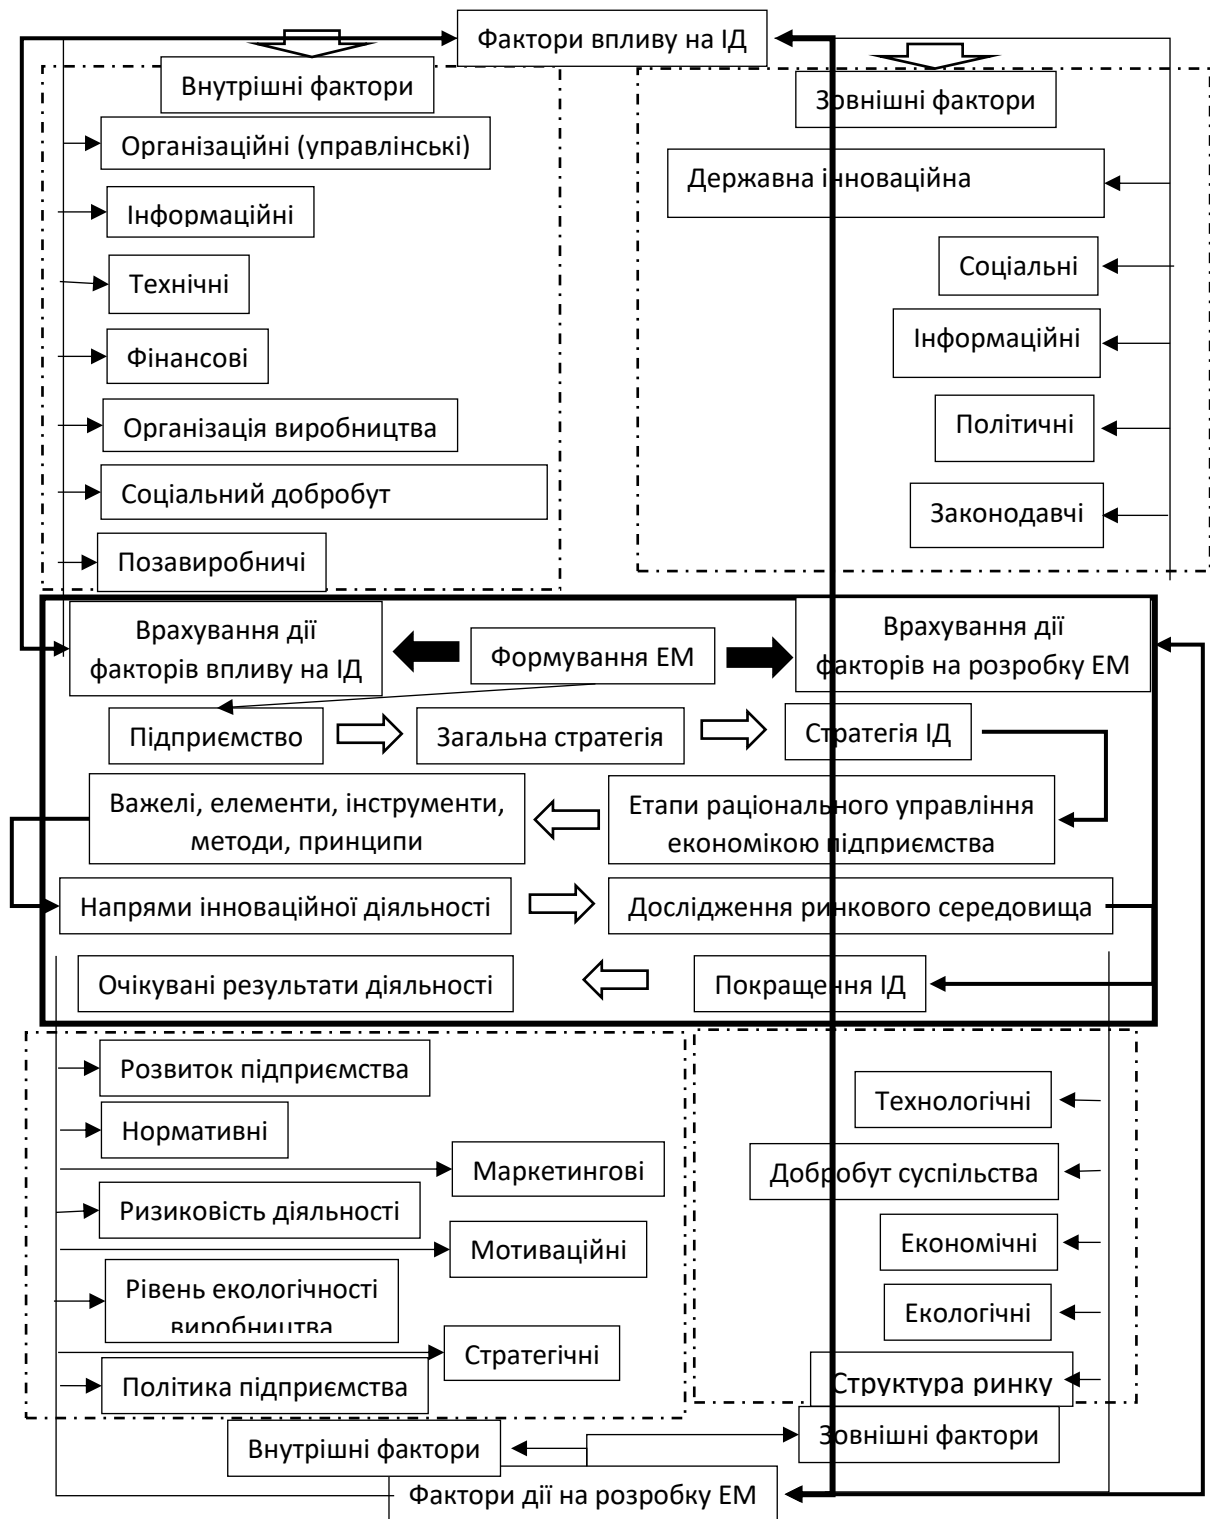 Фактори впливу на ІД
Внутрішні фактори
Зовнішні фактори
Організаційні (управлінські)
Державна інноваційна
Інформаційні
Соціальні
Технічні
Інформаційні
Фінансові
Політичні
Організація виробництва
Соціальний добробут
Законодавчі
Позавиробничі
Врахування дії
факторів впливу на ІД
Формування ЕМ
Врахування дії
факторів на розробку ЕМ
Підприємство
Загальна стратегія
Стратегія ІД
Важелі, елементи, інструменти,
методи, принципи
Етапи раціонального управління
економікою підприємства
Напрями інноваційної діяльності
Дослідження ринкового середовища
Очікувані результати діяльності
Покращення ІД
Розвиток підприємства
Технологічні
Нормативні
Маркетингові
Добробут суспільства
Ризиковість діяльності
Мотиваційні
Економічні
Рівень екологічності
виробництва
Екологічні
Стратегічні
Політика підприємства
Структура ринку
Внутрішні фактори
Зовнішні фактори
Фактори дії на розробку ЕМ